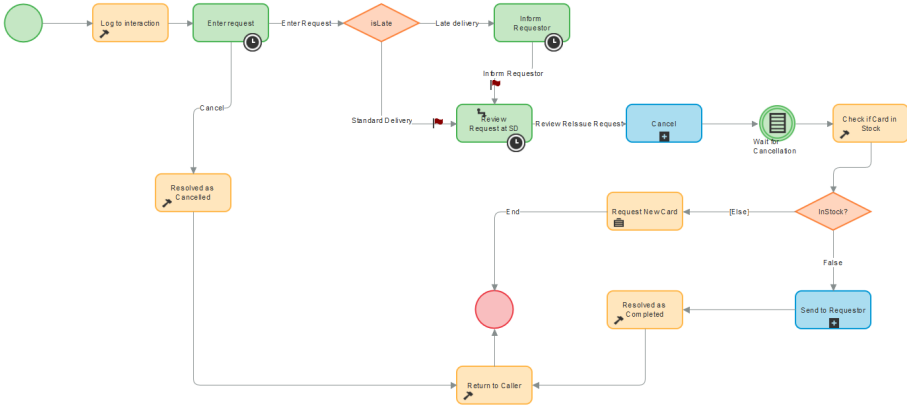 Log to interaction
Enter request
Enter Request
isLate
Late delivery
Inform
Requestor
Inform Requestor
Cancel
Standard Delivery
Review
Request at SD
Review ReIssue Request
Cancel
Wait for
Cancellation
Check if Card in
Stock
Resolved as
Cancelled
End
Request New Card
[Else]
InStock?
False
Resolved as
Completed
Send to Requestor
Return to Caller